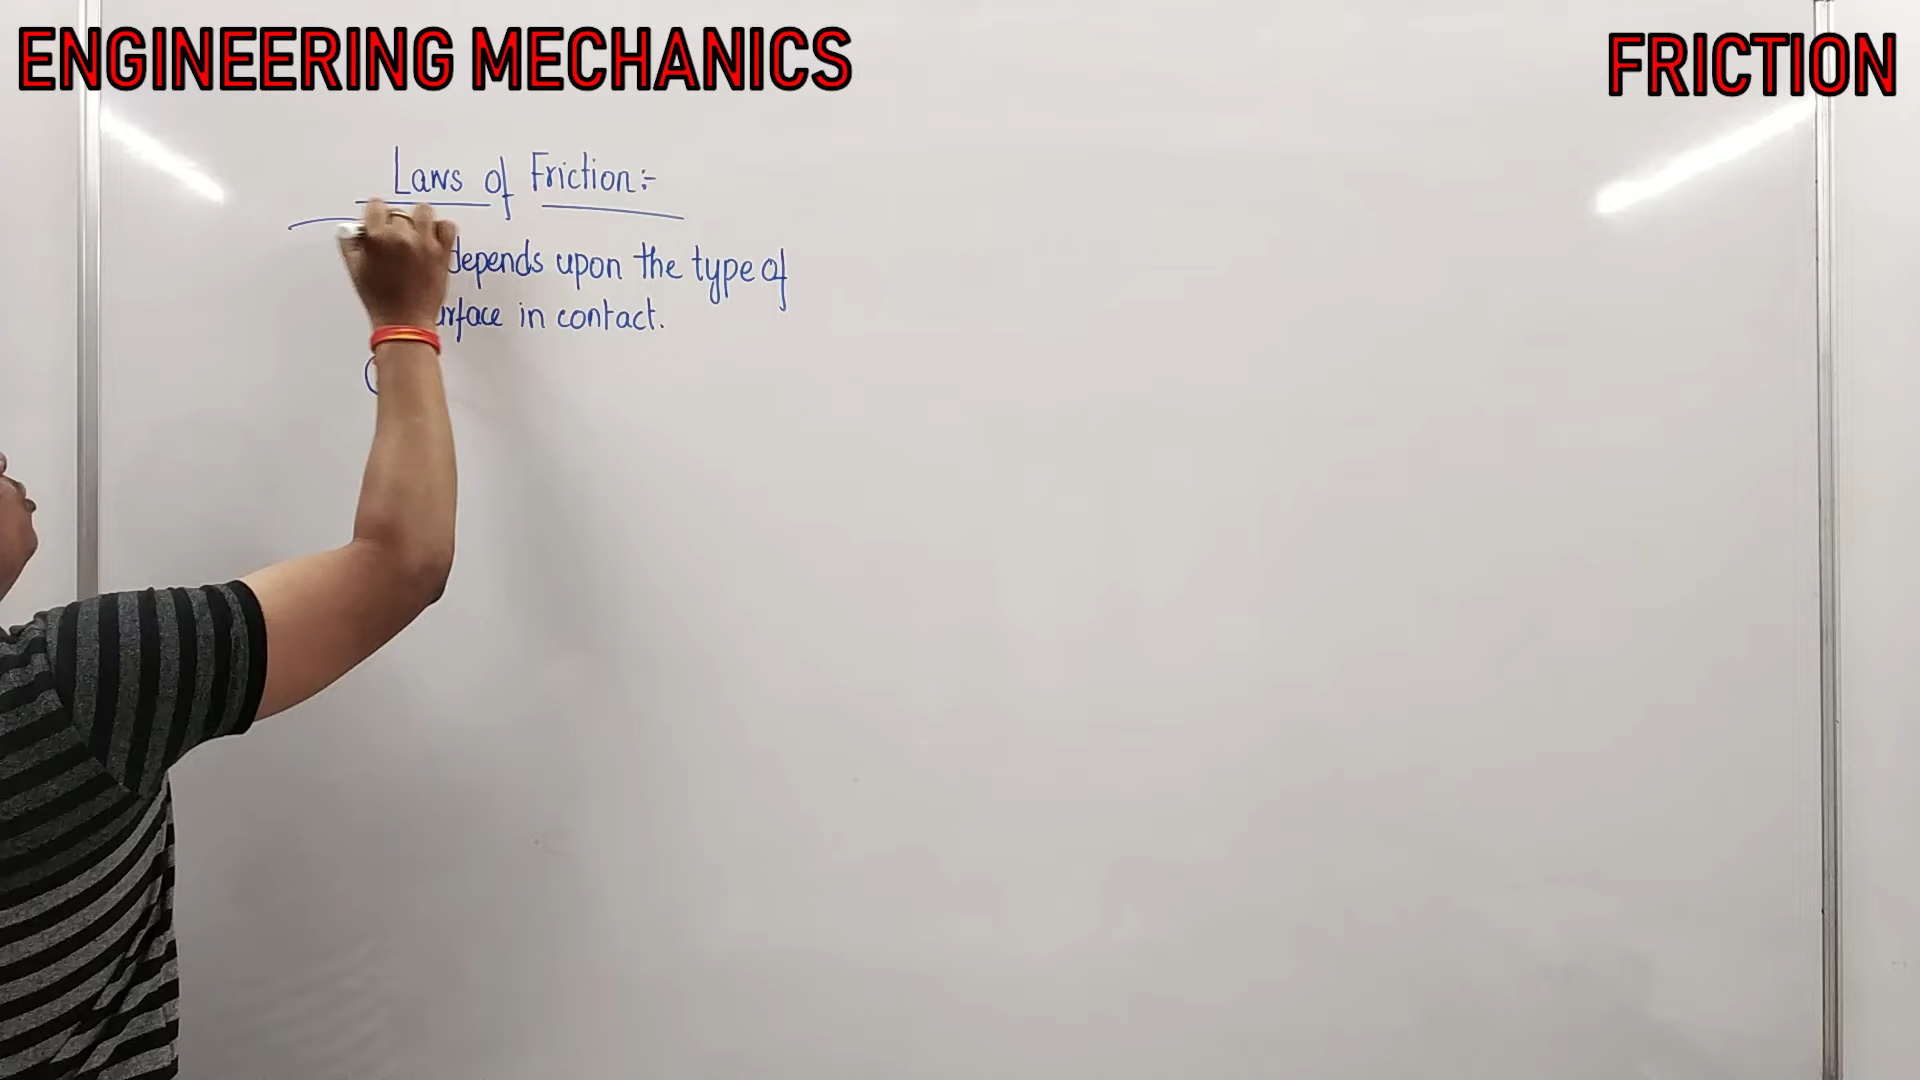 ENGINEERING MECHANICS
FRICTION
Laws of Friction:-
depends upon the type of
in contact.